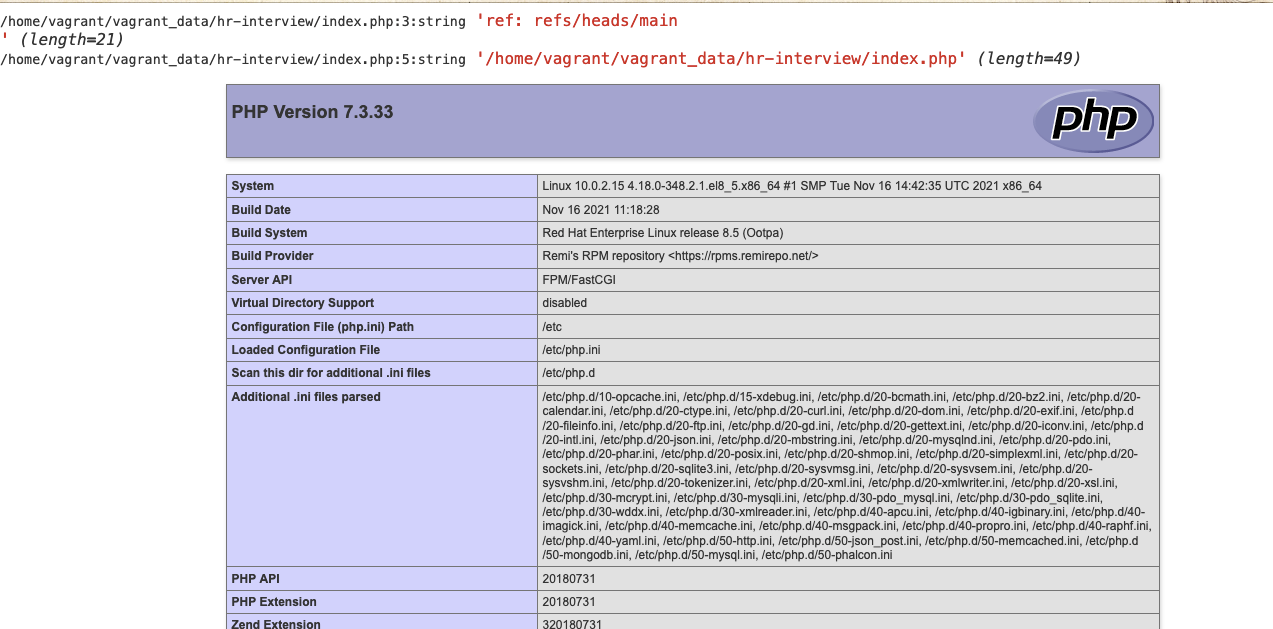 /home/vagrant/vagrant_data/hr-interview/index.php:3:string 'ref: refs/heads/main
' (length=21)
/home/vagrant/vagrant_data/hr-interview/index.php:5:string '/home/vagrant/vagrant_data/hr-interview/index.php' (length=49)
PHP Version 7.3.33
php
System Linux 10.0.2.15 4.18.0-348.2.1.el8_5.x86_64 #1 SMP Tue Nov 16 14:42:35 UTC 2021 x86_64
Build Date Nov 16 2021 11:18:28
Build System Red Hat Enterprise Linux release 8.5 (Ootpa)
Build Provider Remi's RPM repository <https://rpms.remirepo.net/>
Server API FPM/FastCGI
Virtual Directory Support disabled
Configuration File (php.ini) Path /etc
Loaded Configuration File /etc/php.ini
Scan this dir for additional .ini files /etc/php.d
Additional .ini files parsed /etc/php.d/10-opcache.ini, /etc/php.d/15-xdebug.ini, /etc/php.d/20-bcmath.ini, /etc/php.d/20-bz2.ini, /etc/php.d/20-
calendar.ini, /etc/php.d/20-ctype.ini, /etc/php.d/20-curl.ini, /etc/php.d/20-dom.ini, /etc/php.d/20-exif.ini, /etc/php.d
/20-fileinfo.ini, /etc/php.d/20-ftp.ini, /etc/php.d/20-gd.ini, /etc/php.d/20-gettext.ini, /etc/php.d/20-iconv.ini, /etc/php.d
/20-intl.ini, /etc/php.d/20-json.ini, /etc/php.d/20-mbstring.ini, /etc/php.d/20-mysqlnd.ini, /etc/php.d/20-pdo.ini,
/etc/php.d/20-phar.ini, /etc/php.d/20-posix.ini, /etc/php.d/20-shmop.ini, /etc/php.d/20-simplexml.ini, /etc/php.d/20-
sockets.ini, /etc/php.d/20-sqlite3.ini, /etc/php.d/20-sysvmsg.ini, /etc/php.d/20-sysvsem.ini, /etc/php.d/20-
sysvshm.ini, /etc/php.d/20-tokenizer.ini, /etc/php.d/20-xml.ini, /etc/php.d/20-xmlwriter.ini, /etc/php.d/20-xsl.ini,
/etc/php.d/30-mcrypt.ini, /etc/php.d/30-mysqli.ini, /etc/php.d/30-pdo_mysql.ini, /etc/php.d/30-pdo_sqlite.ini,
/etc/php.d/30-wddx.ini, /etc/php.d/30-xmlreader.ini, /etc/php.d/40-apcu.ini, /etc/php.d/40-igbinary.ini, /etc/php.d/40-
imagick.ini, /etc/php.d/40-memcache.ini, /etc/php.d/40-msgpack.ini, /etc/php.d/40-propro.ini, /etc/php.d/40-raphf.ini,
/etc/php.d/40-yaml.ini, /etc/php.d/50-http.ini, /etc/php.d/50-json_post.ini, /etc/php.d/50-memcached.ini, /etc/php.d
/50-mongodb.ini, /etc/php.d/50-mysql.ini, /etc/php.d/50-phalcon.ini
PHP API 20180731
PHP Extension 20180731
Zend Extension 320180731